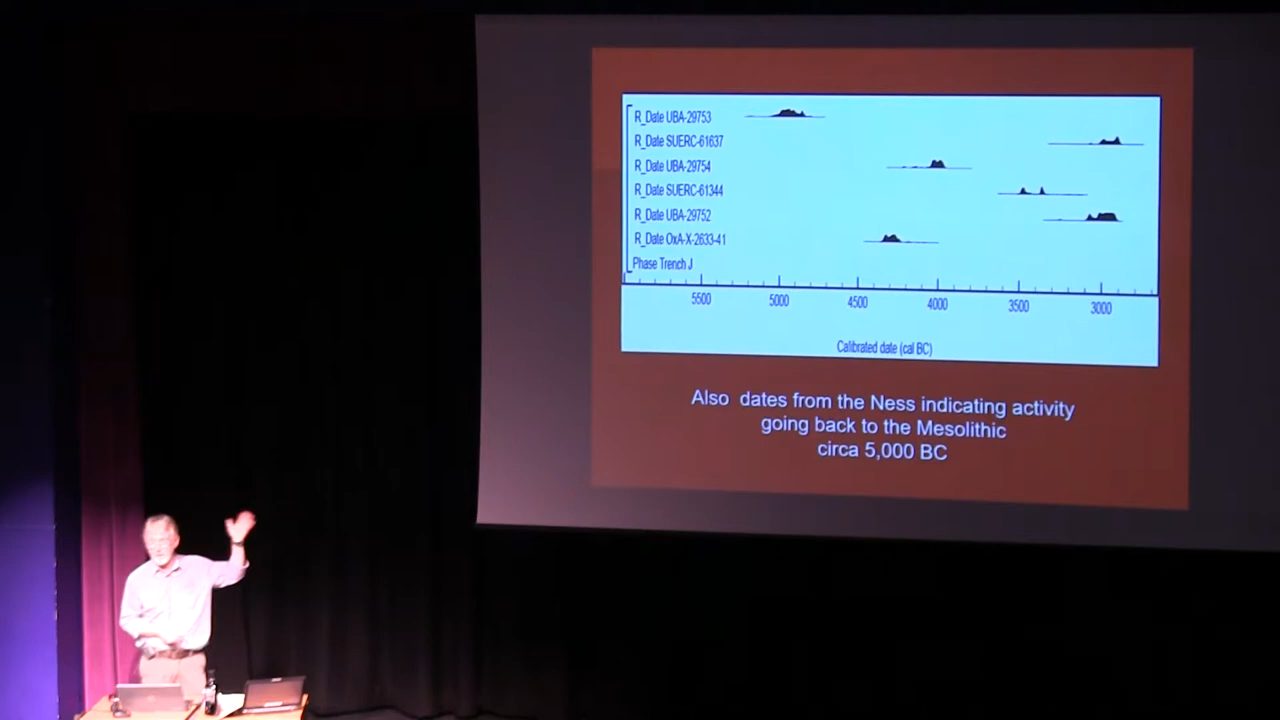 R_Date UBA-29753
R_Date SUERC-61637
R_Date UBA-29754
R_Date SUERC-61344
R_Date UBA-29752
R_Date OxA-X-2633-41
Phase Trench J
5500 5000 4500 4000 3500 3000
Calibrated date (cal BC)
Also dates from the Ness indicating activity
going back to the Mesolithic
circa 5,000 BC